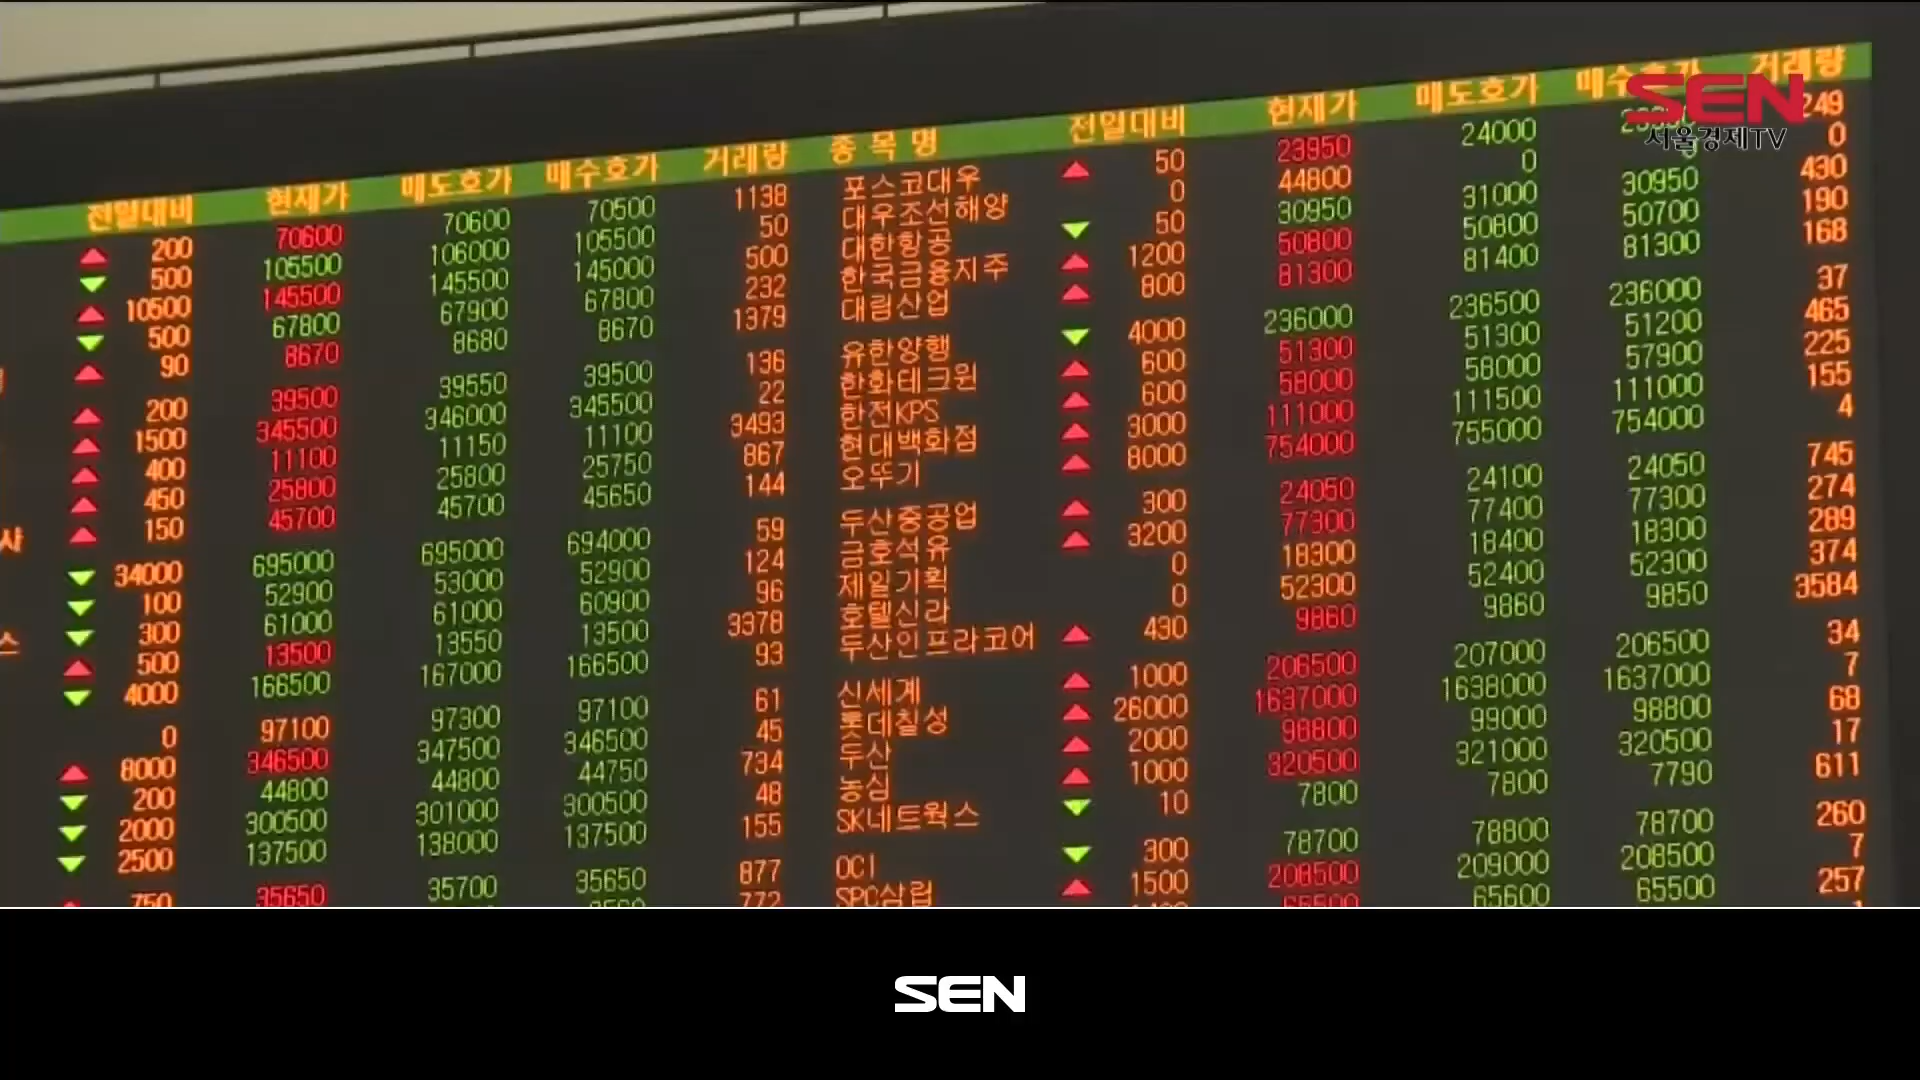 SEN
서울경제TV
전일대비 현재가 매도호가 매수호가 거래량 종목명 전일대비 현재가 매도호가 거래량
▲ 200 70600 70600 70500 1138 포스코대우 ▲ 50 23950 24000 249
▼ 500 105500 106000 105500 50 대우조선해양 0 44800 0 0 0
▲ 10500 145500 145500 145000 500 대한항공 ▼ 50 30950 31000 30950 430
▼ 500 67800 67900 67800 232 한국금융지주 ▲ 1200 50800 50800 50700 190
▲ 90 8670 8680 8670 1379 대림산업 ▲ 800 81300 81400 81300 168
▲ 200 39500 39550 39500 136 유한양행 ▼ 4000 236000 236500 236000 37
▲ 1500 345500 346000 345500 22 한화테크윈 ▲ 600 51300 51300 51200 465
▲ 400 11100 11150 11100 3493 한전KPS ▲ 600 58000 58000 57900 225
▲ 450 25800 25800 25750 867 현대백화점 ▲ 3000 111000 111500 111000 155
▲ 150 45700 45700 45650 144 오뚜기 ▲ 8000 754000 755000 754000 4
사 ▼ 34000 695000 695000 694000 59 두산중공업 ▲ 300 24050 24100 24050 745
▼ 100 52900 53000 52900 124 금호석유 ▲ 3200 77300 77400 77300 274
▼ 300 61000 61000 60900 96 제일기획 0 18300 18400 18300 289
스 ▲ 500 13500 13550 13500 3378 호텔신라 0 52300 52400 52300 374
▼ 4000 166500 167000 166500 93 두산인프라코어 ▲ 430 9860 9860 9850 3584
0 97100 97300 97100 61 신세계 ▲ 1000 206500 207000 206500 34
▲ 8000 346500 347500 346500 45 롯데칠성 ▲ 26000 1637000 1638000 1637000 7
▼ 200 44800 44800 44750 734 두산 ▲ 2000 98800 99000 98800 68
▼ 2000 300500 301000 300500 48 농심 ▲ 1000 320500 321000 320500 17
▼ 2500 137500 138000 137500 155 SK네트웍스 ▼ 10 7800 7800 7790 611
▲ 750 35650 35700 35650 877 OCI ▼ 300 78700 78800 78700 260
772 SPC삼립 ▲ 1500 208500 209000 208500 7
65600 65500 257
SEN